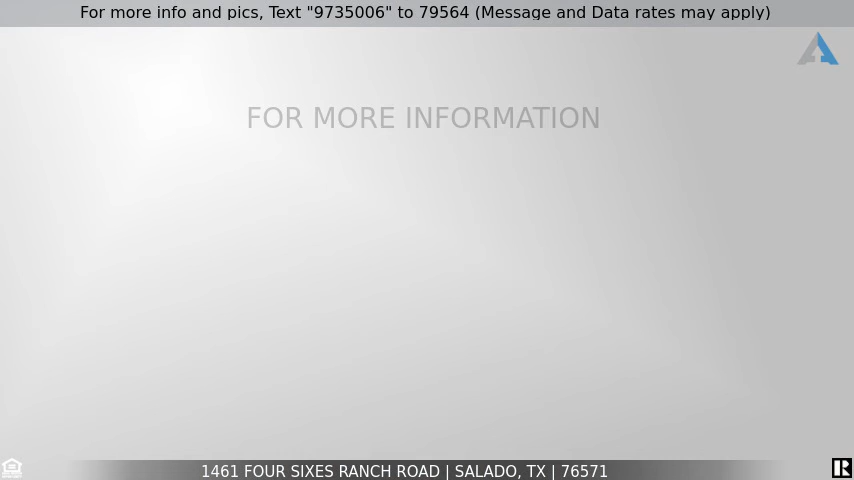 For more info and pics, Text "9735006" to 79564 (Message and Data rates may apply)
FOR MORE INFORMATION
1461 FOUR SIXES RANCH ROAD | SALADO, TX | 76571